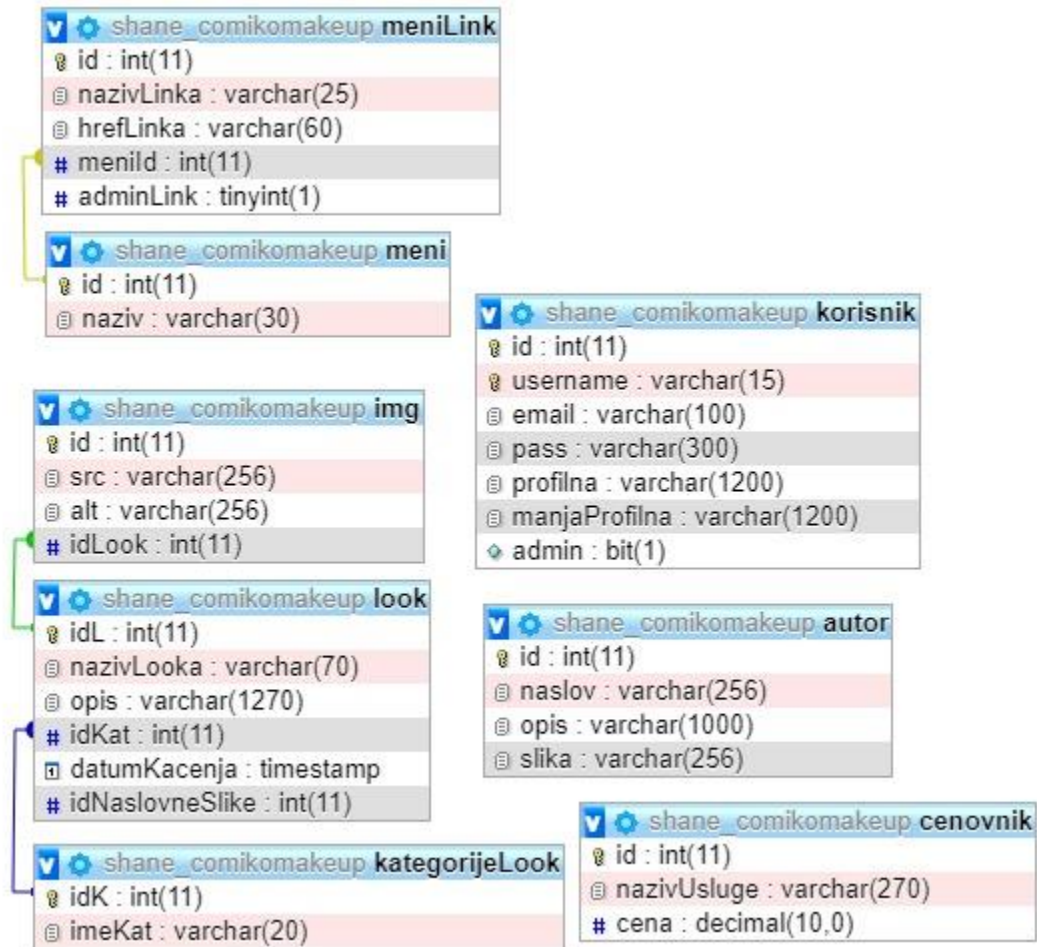 shane_comikomakeup meniLink
id : int(11)
nazivLinka : varchar(25)
hrefLinka : varchar(60)
meniId : int(11)
adminLink : tinyint(1)
shane_comikomakeup meni
id : int(11)
naziv : varchar(30)
shane_comikomakeup korisnik
id : int(11)
username : varchar(15)
email : varchar(100)
pass : varchar(300)
profilna : varchar(1200)
manjaProfilna : varchar(1200)
admin : bit(1)
shane_comikomakeup img
id : int(11)
src : varchar(256)
alt : varchar(256)
idLook : int(11)
shane_comikomakeup look
idL : int(11)
nazivLooka : varchar(70)
opis : varchar(1270)
idKat : int(11)
datumKacenja : timestamp
idNaslovneSlike : int(11)
shane_comikomakeup autor
id : int(11)
naslov : varchar(256)
opis : varchar(1000)
slika : varchar(256)
shane_comikomakeup kategorijeLook
idK : int(11)
imeKat : varchar(20)
shane_comikomakeup cenovnik
id : int(11)
nazivUsluge : varchar(270)
cena : decimal(10,0)